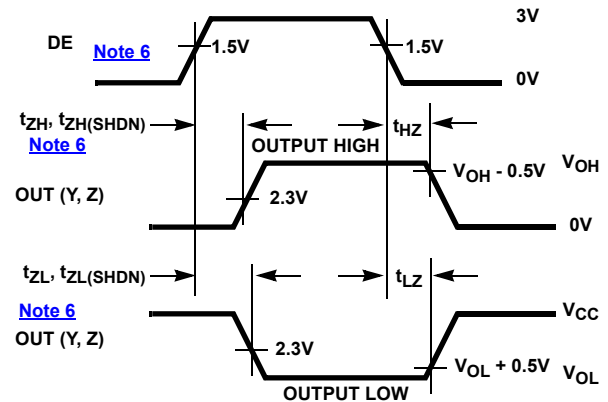 3V
DE Note 6 1.5V 1.5V
0V
tZH, tZH(SHDN) tHZ
Note 6 OUTPUT HIGH
VOH - 0.5V VOH
OUT (Y, Z) 2.3V
0V
tZL, tZL(SHDN) tLZ
Note 6 VCC
OUT (Y, Z) 2.3V
VOL + 0.5V VOL
OUTPUT LOW